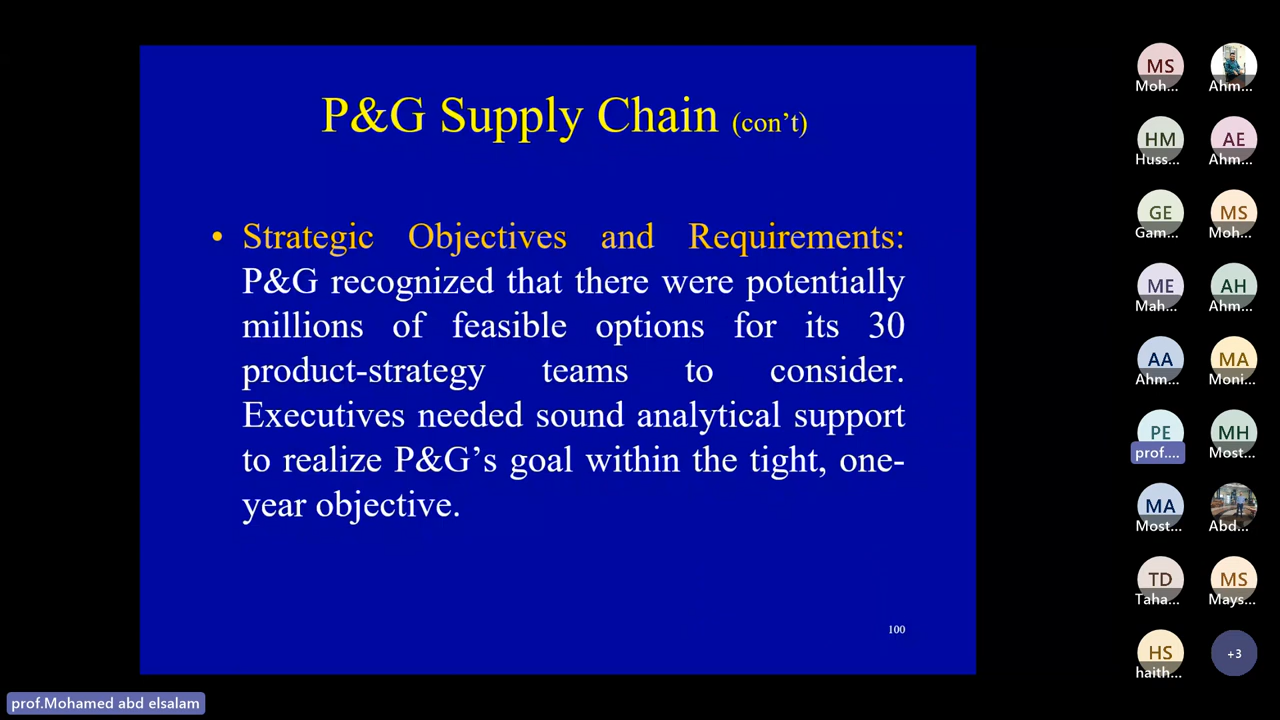 P&G Supply Chain (con't)
• Strategic Objectives and Requirements:
P&G recognized that there were potentially
millions of feasible options for its 30
product-strategy teams to consider.
Executives needed sound analytical support
to realize P&G's goal within the tight, one-
year objective.
100
MS
Moh...
Ahm...
HM
Huss...
AE
Ahm...
GE
Gam...
MS
Moh...
ME
Mah...
AH
Ahm...
AA
Ahm...
MA
Moni...
PE
prof....
MH
Most...
MA
Most...
Abd...
TD
Taha...
MS
Mays...
HS
haith...
+3
prof.Mohamed abd elsalam